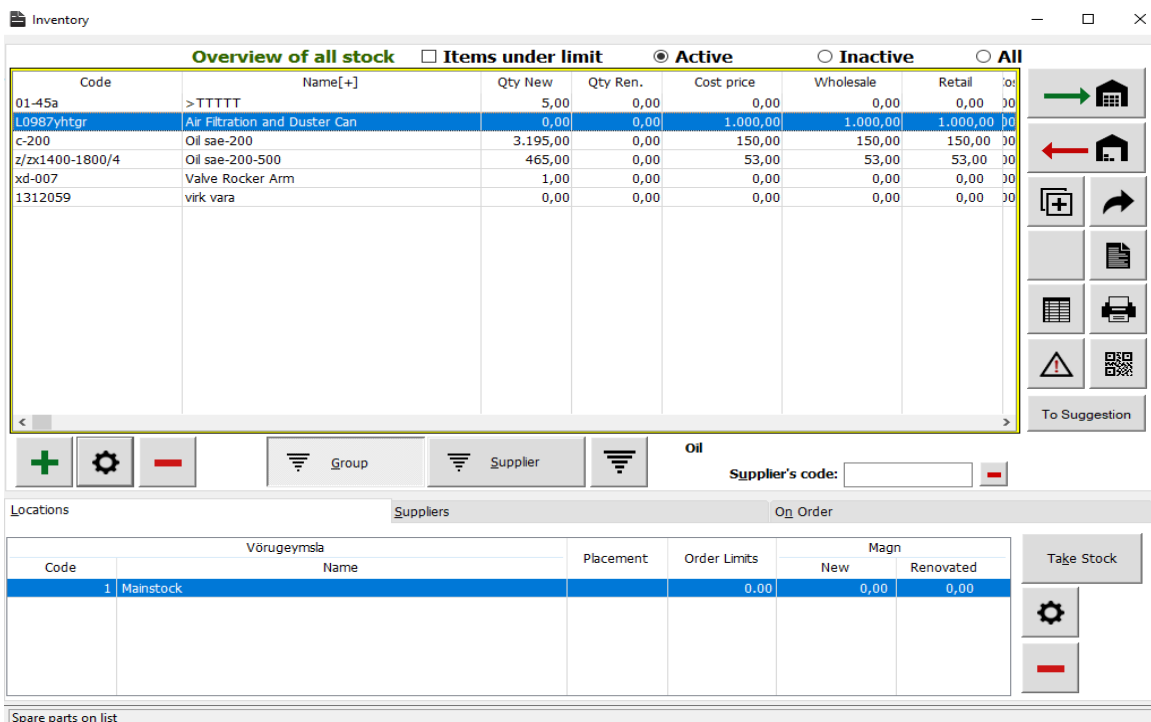 Inventory
Overview of all stock Items under limit Active Inactive All
Code Name[+] Qty New Qty Ren. Cost price Wholesale Retail
01-45a >TTTTT 5,00 0,00 0,00 0,00 0,00 00
L0987yhtgr Air Filtration and Duster Can 0,00 0,00 1.000,00 1.000,00 1.000,00 00
c-200 Oil sae-200 3.195,00 0,00 150,00 150,00 150,00 00
z/zx1400-1800/4 Oil sae-200-500 465,00 0,00 53,00 53,00 53,00 00
xd-007 Valve Rocker Arm 1,00 0,00 0,00 0,00 0,00 00
1312059 virk vara 0,00 0,00 0,00 0,00 0,00 00
To Suggestion
Group Supplier Oil
Supplier's code:
Locations Suppliers On Order
Vörugeymsla Placement Order Limits Magn
Code Name New Renovated
Take Stock
1 Mainstock 0.00 0,00 0,00
Spare parts on list